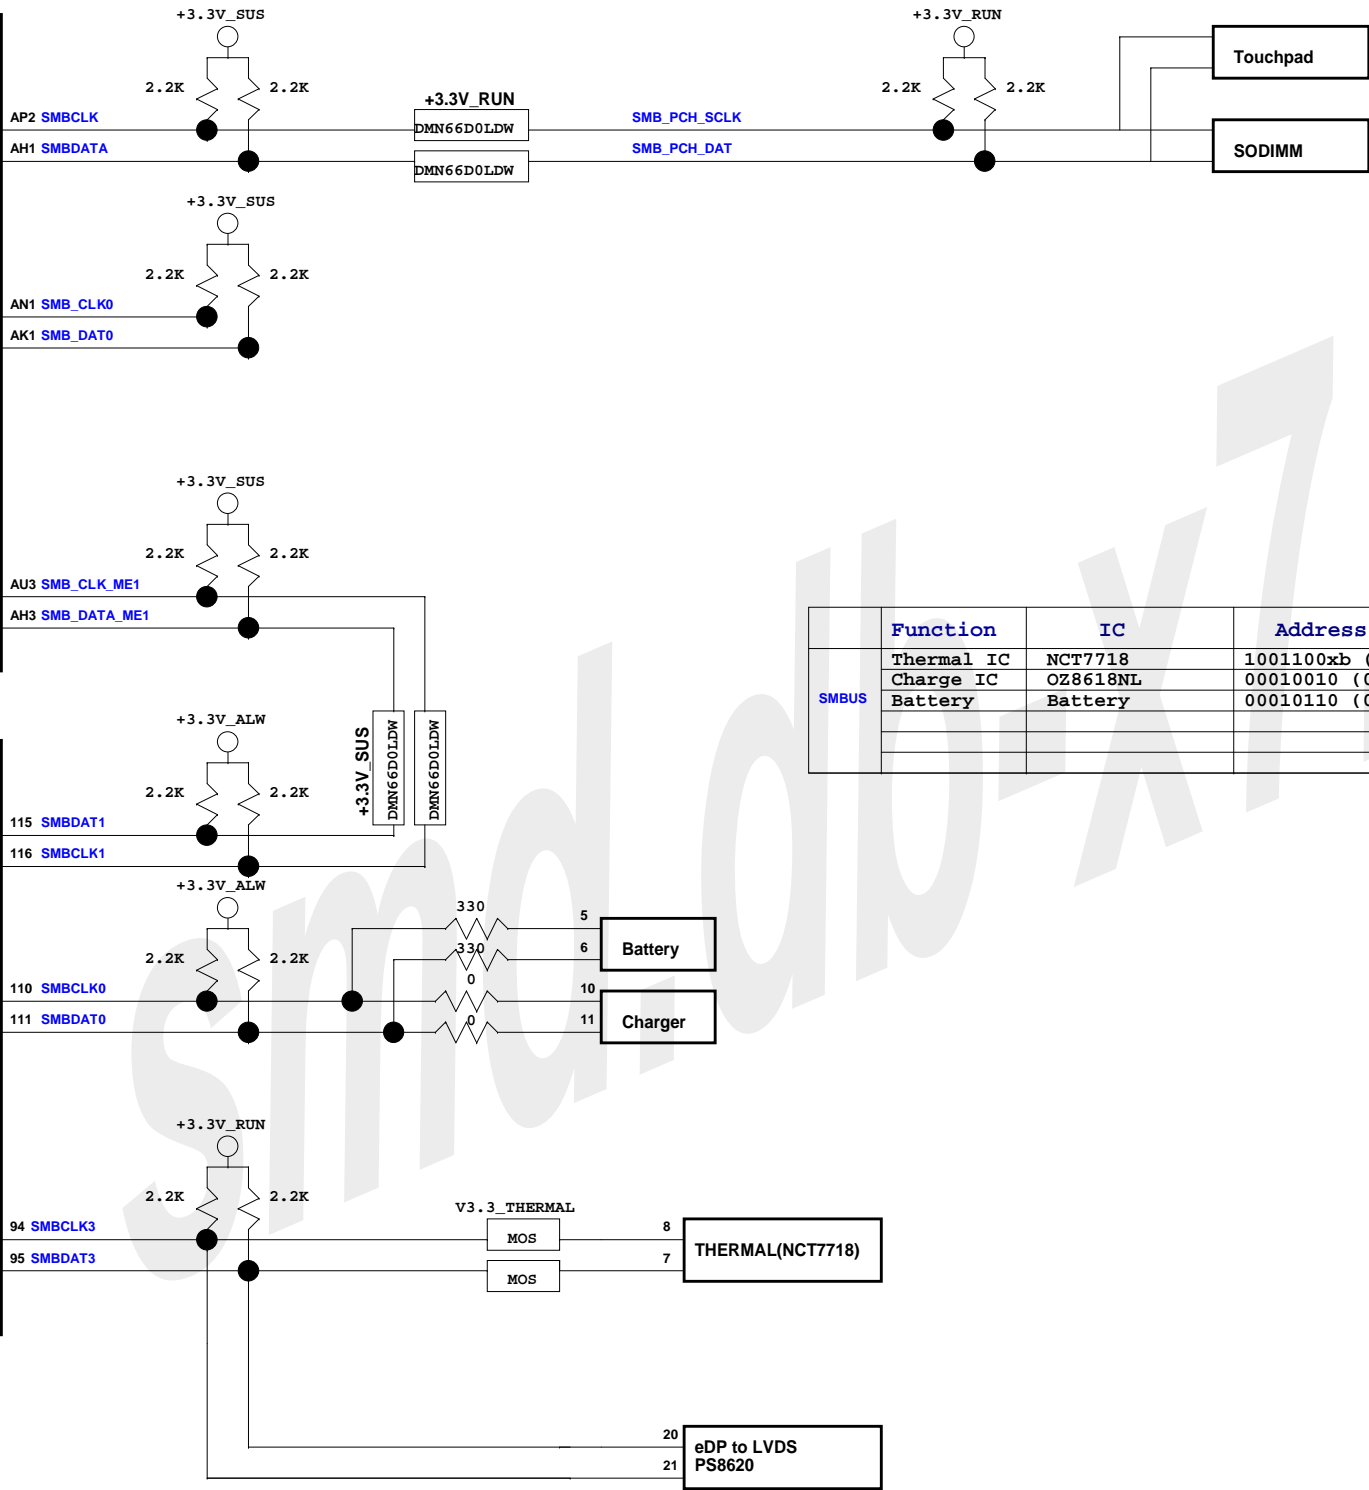 +3.3V_SUS
+3.3V_RUN
2.2K 2.2K
2.2K 2.2K
Touchpad
+3.3V_RUN
AP2 SMBCLK
DMN66D0LDW
SMB_PCH_SCLK
AH1 SMBDATA
DMN66D0LDW
SMB_PCH_DAT
SODIMM
+3.3V_SUS
2.2K 2.2K
AN1 SMB_CLK0
AK1 SMB_DAT0
+3.3V_SUS
2.2K 2.2K
AU3 SMB_CLK_ME1
AH3 SMB_DATA_ME1
Function IC Address
Thermal IC NCT7718 1001100xb (
Charge IC OZ8618NL 00010010 (0
SMBUS Battery Battery 00010110 (0
+3.3V_ALW
2.2K 2.2K
+3.3V_SUS
DMN66D0LDW
DMN66D0LDW
115 SMBDAT1
116 SMBCLK1
+3.3V_ALW
2.2K 2.2K
330 5
330 6
Battery
110 SMBCLK0
0 10
111 SMBDAT0
0 11
Charger
+3.3V_RUN
2.2K 2.2K
V3.3_THERMAL
94 SMBCLK3
MOS 8
THERMAL(NCT7718)
95 SMBDAT3
MOS 7
20 eDP to LVDS
21 PS8620
smd.db-x7